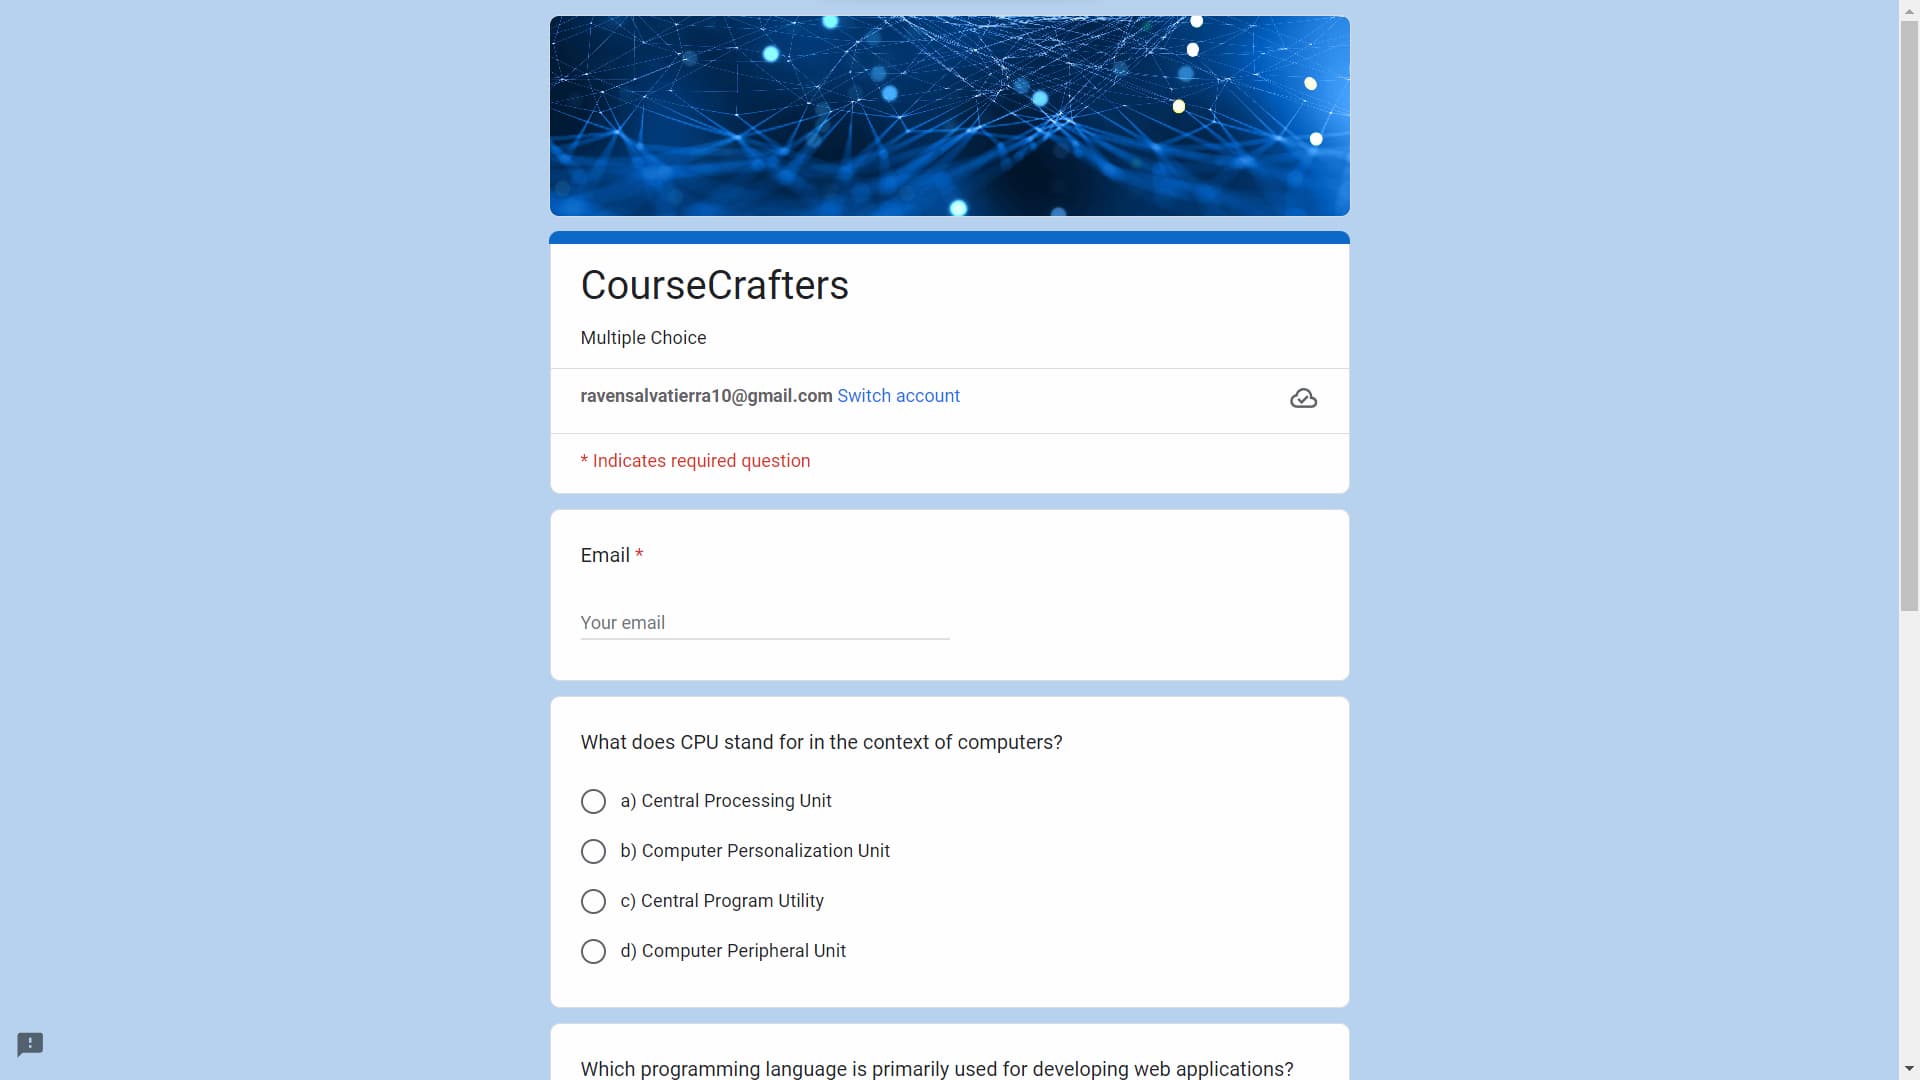 CourseCrafters
Multiple Choice
ravensalvatierra10@gmail.com Switch account
* Indicates required question
Email *
Your email
What does CPU stand for in the context of computers?
a) Central Processing Unit
b) Computer Personalization Unit
c) Central Program Utility
d) Computer Peripheral Unit
Which programming language is primarily used for developing web applications?